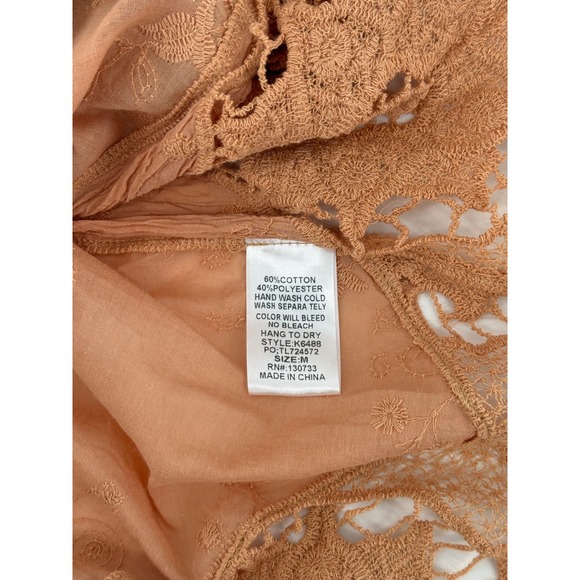 60%COTTON
40%POLYESTER
HAND WASH COLD
WASH SEPARA TELY
COLOR WILL BLEED
NO BLEACH
HANG TO DRY
STYLE:K6488
PO;TL724572
SIZE:M
RN#:130733
MADE IN CHINA